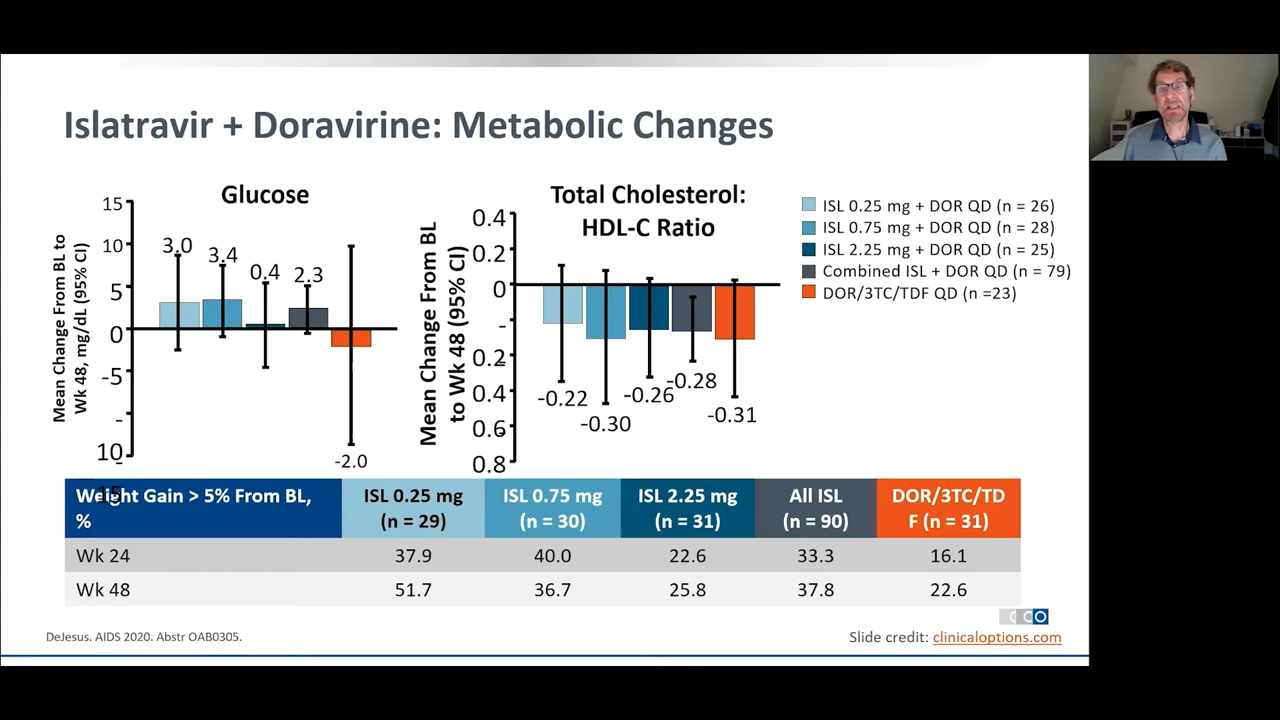 Islatravir + Doravirine: Metabolic Changes
Glucose
Mean Change From BL to
Wk 48, mg/dL (95% CI)
15
10
5
0
-5
-
10
-
15
3.0
3.4
0.4
2.3
-2.0
Total Cholesterol:
HDL-C Ratio
Mean Change From BL
to Wk 48 (95% CI)
0.4
0.2
0
-
0.2
-
0.4
-
0.6
-
0.8
-0.22
-0.30
-0.26
-0.28
-0.31
ISL 0.25 mg + DOR QD (n = 26)
ISL 0.75 mg + DOR QD (n = 28)
ISL 2.25 mg + DOR QD (n = 25)
Combined ISL + DOR QD (n = 79)
DOR/3TC/TDF QD (n =23)
Weight Gain > 5% From BL,
%
ISL 0.25 mg
(n = 29)
ISL 0.75 mg
(n = 30)
ISL 2.25 mg
(n = 31)
All ISL
(n = 90)
DOR/3TC/TD
F (n = 31)
Wk 24 37.9 40.0 22.6 33.3 16.1
Wk 48 51.7 36.7 25.8 37.8 22.6
CCO
DeJesus. AIDS 2020. Abstr OAB0305.
Slide credit: clinicaloptions.com